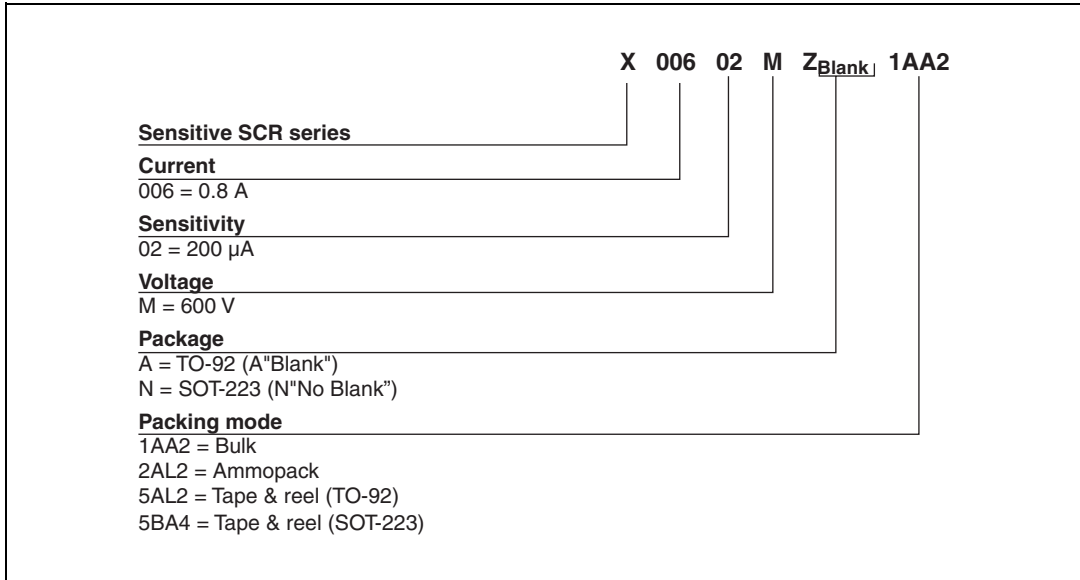 X 006 02 M Z Blank 1AA2
Sensitive SCR series
Current
006 = 0.8 A
Sensitivity
02 = 200 µA
Voltage
M = 600 V
Package
A = TO-92 (A"Blank")
N = SOT-223 (N"No Blank”)
Packing mode
1AA2 = Bulk
2AL2 = Ammopack
5AL2 = Tape & reel (TO-92)
5BA4 = Tape & reel (SOT-223)